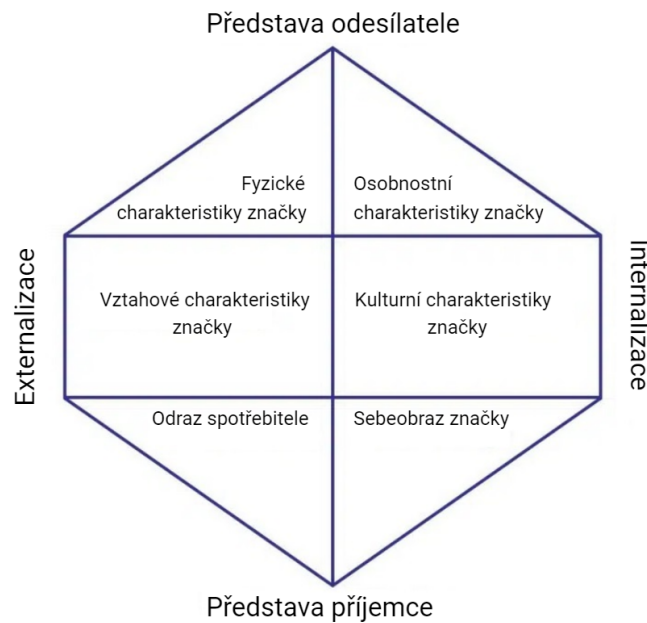 Představa odesílatele
Fyzické
charakteristiky značky
Osobnostní
charakteristiky značky
Externalizace
Vztahové charakteristiky
značky
Kulturní charakteristiky
značky
Internalizace
Odraz spotřebitele
Sebeobraz značky
Představa příjemce